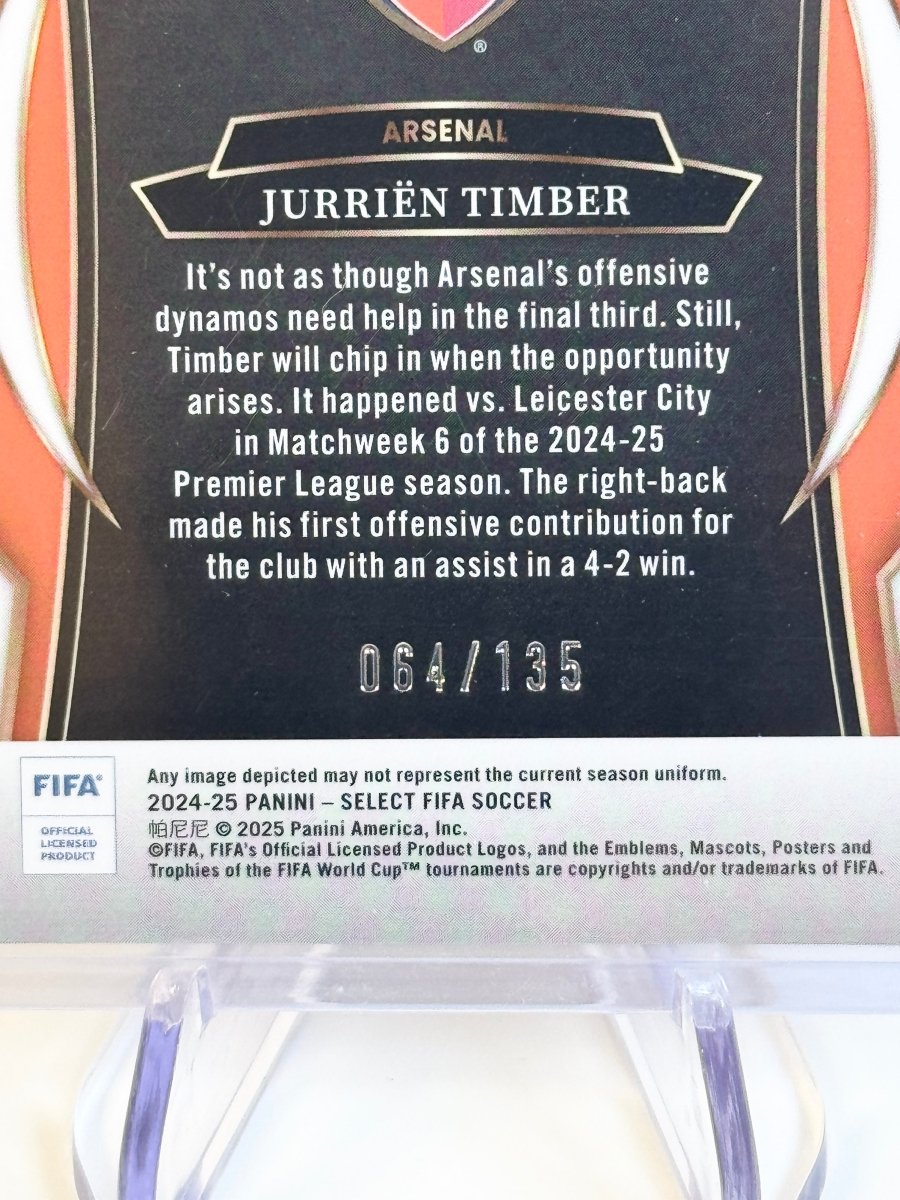 ®
ARSENAL
JURRIËN TIMBER
It's not as though Arsenal's offensive
dynamos need help in the final third. Still,
Timber will chip in when the opportunity
arises. It happened vs. Leicester City
in Matchweek 6 of the 2024-25
Premier League season. The right-back
made his first offensive contribution for
the club with an assist in a 4-2 win.
064/135
FIFA®
OFFICIAL
LICENSED
PRODUCT
Any image depicted may not represent the current season uniform.
2024-25 PANINI – SELECT FIFA SOCCER
帕尼尼 © 2025 Panini America, Inc.
©FIFA, FIFA's Official Licensed Product Logos, and the Emblems, Mascots, Posters and
Trophies of the FIFA World Cup™ tournaments are copyrights and/or trademarks of FIFA.